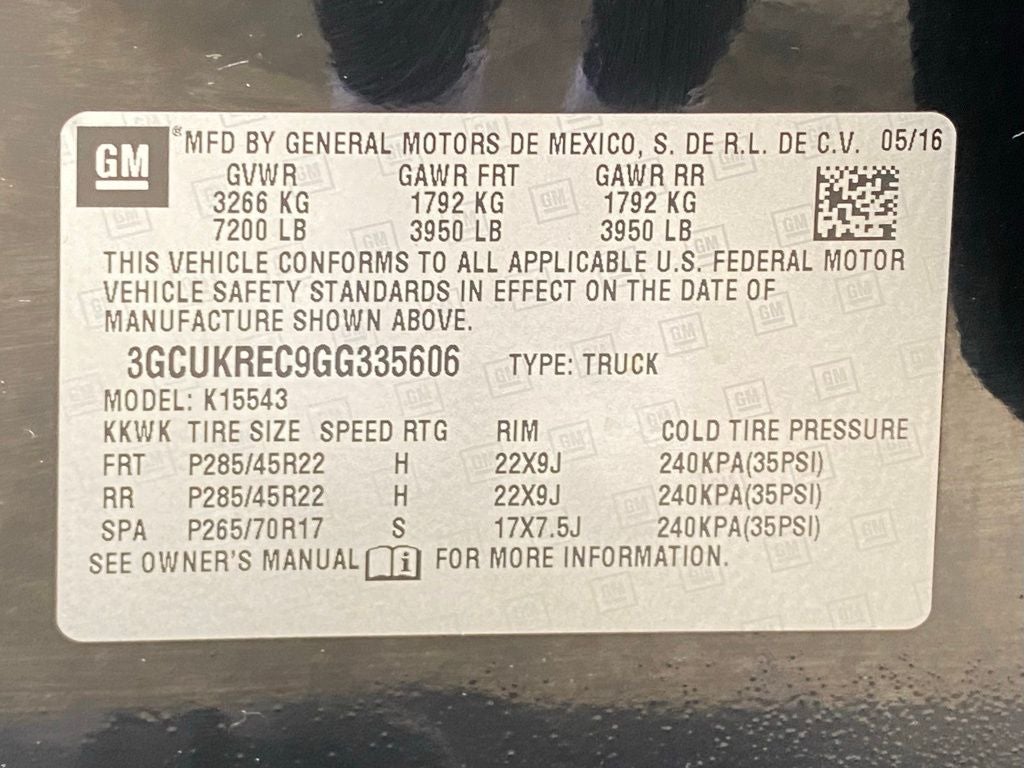 GM ® MFD BY GENERAL MOTORS DE MEXICO, S. DE R.L. DE C.V. 05/16
GVWR GAWR FRT GAWR RR
3266 KG 1792 KG 1792 KG
7200 LB 3950 LB 3950 LB
THIS VEHICLE CONFORMS TO ALL APPLICABLE U.S. FEDERAL MOTOR
VEHICLE SAFETY STANDARDS IN EFFECT ON THE DATE OF
MANUFACTURE SHOWN ABOVE.
3GCUKREC9GG335606 TYPE: TRUCK
MODEL: K15543
KKWK TIRE SIZE SPEED RTG RIM COLD TIRE PRESSURE
FRT P285/45R22 H 22X9J 240KPA(35PSI)
RR P285/45R22 H 22X9J 240KPA(35PSI)
SPA P265/70R17 S 17X7.5J 240KPA(35PSI)
SEE OWNER'S MANUAL i FOR MORE INFORMATION.